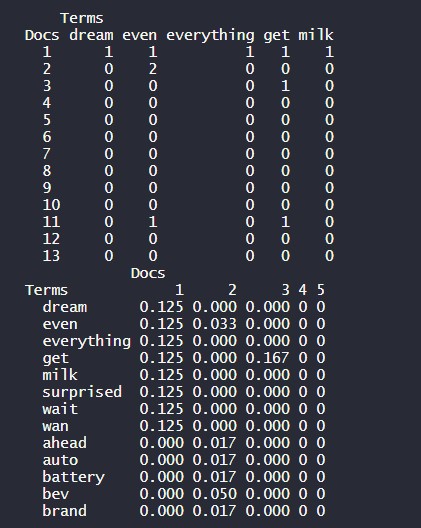 Terms
Docs dream even everything get milk
1 1 1 1 1 1
2 0 2 0 0 0
3 0 0 0 1 0
4 0 0 0 0 0
5 0 0 0 0 0
6 0 0 0 0 0
7 0 0 0 0 0
8 0 0 0 0 0
9 0 0 0 0 0
10 0 0 0 0 0
11 0 1 0 1 0
12 0 0 0 0 0
13 0 0 0 0 0
Docs
Terms 1 2 3 4 5
dream 0.125 0.000 0.000 0 0
even 0.125 0.033 0.000 0 0
everything 0.125 0.000 0.000 0 0
get 0.125 0.000 0.167 0 0
milk 0.125 0.000 0.000 0 0
surprised 0.125 0.000 0.000 0 0
wait 0.125 0.000 0.000 0 0
wan 0.125 0.000 0.000 0 0
ahead 0.000 0.017 0.000 0 0
auto 0.000 0.017 0.000 0 0
battery 0.000 0.017 0.000 0 0
bev 0.000 0.050 0.000 0 0
brand 0.000 0.017 0.000 0 0